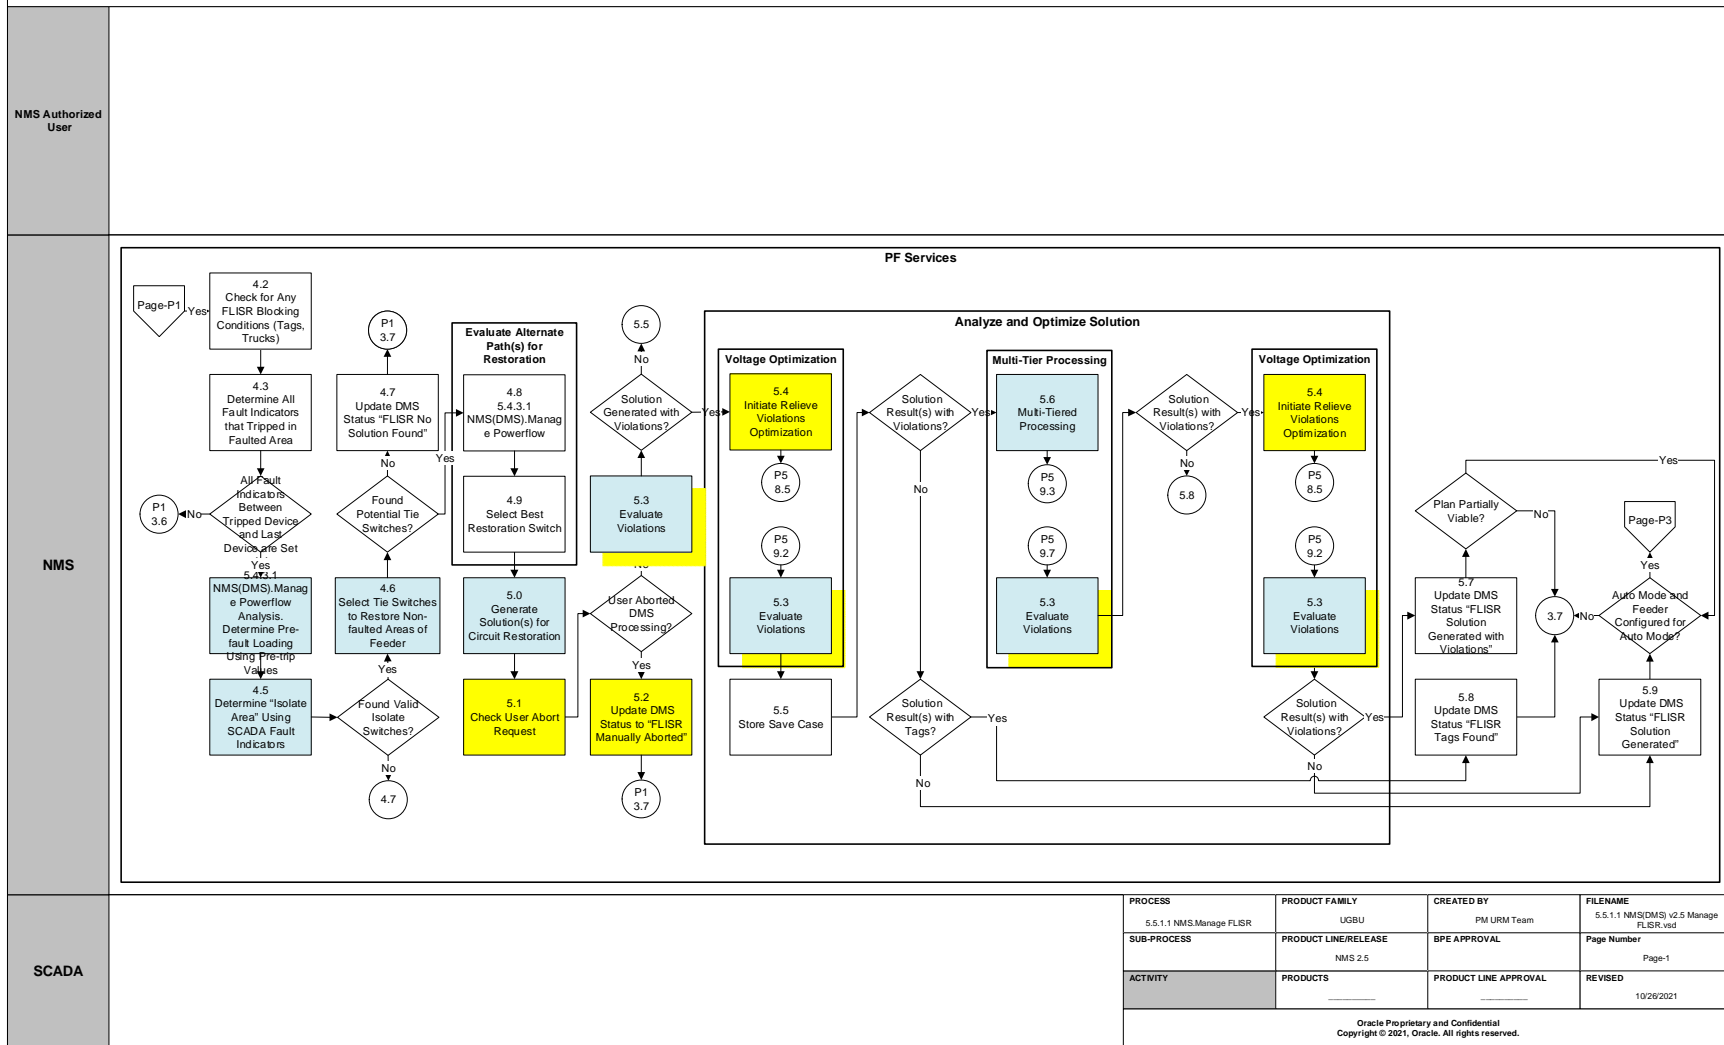 NMS Authorized
User
NMS
SCADA
PF Services
Page-P1
Yes
4.2
Check for Any
FLISR Blocking
Conditions (Tags,
Trucks)
4.3
Determine All
Fault Indicators
that Tripped in
Faulted Area
All Fault
Indicators
Between
Tripped Device
and Last
Device are Set
P1
3.6
No
Yes
5.4.3.1
NMS(DMS).Manag
e Powerflow
Analysis.
Determine Pre-
fault Loading
Using Pre-trip
Values
4.5
Determine “Isolate
Area” Using
SCADA Fault
Indicators
P1
3.7
4.7
Update DMS
Status “FLISR No
Solution Found”
No
Found
Potential Tie
Switches?
Yes
4.6
Select Tie Switches
to Restore Non-
faulted Areas of
Feeder
Yes
Found Valid
Isolate
Switches?
No
4.7
Evaluate Alternate
Path(s) for
Restoration
4.8
5.4.3.1
NMS(DMS).Manag
e Powerflow
4.9
Select Best
Restoration Switch
5.0
Generate
Solution(s) for
Circuit Restoration
5.1
Check User Abort
Request
5.5
No
Solution
Generated with
Violations?
Yes
5.3
Evaluate
Violations
No
User Aborted
DMS
Processing?
Yes
5.2
Update DMS
Status to “FLISR
Manually Aborted”
P1
3.7
Analyze and Optimize Solution
Voltage Optimization
5.4
Initiate Relieve
Violations
Optimization
P5
8.5
P5
9.2
5.3
Evaluate
Violations
5.5
Store Save Case
Solution
Result(s) with
Violations?
Yes
No
Solution
Result(s) with
Tags?
Yes
No
Multi-Tier Processing
5.6
Multi-Tiered
Processing
P5
9.3
P5
9.7
5.3
Evaluate
Violations
Solution
Result(s) with
Violations?
Yes
No
5.8
Voltage Optimization
5.4
Initiate Relieve
Violations
Optimization
P5
8.5
P5
9.2
5.3
Evaluate
Violations
Solution
Result(s) with
Violations?
Yes
No
Yes
Plan Partially
Viable?
No
5.7
Update DMS
Status “FLISR
Solution
Generated with
Violations”
5.8
Update DMS
Status “FLISR
Tags Found”
3.7
No
Page-P3
Yes
Auto Mode and
Feeder
Configured for
Auto Mode?
5.9
Update DMS
Status “FLISR
Solution
Generated”
PROCESS
5.5.1.1 NMS.Manage FLISR
PRODUCT FAMILY
UGBU
CREATED BY
PM URM Team
FILENAME
5.5.1.1 NMS(DMS) v2.5 Manage
FLISR.vsd
SUB-PROCESS
PRODUCT LINE/RELEASE
NMS 2.5
BPE APPROVAL
Page Number
Page-1
ACTIVITY
PRODUCTS
__________
PRODUCT LINE APPROVAL
__________
REVISED
10/26/2021
Oracle Proprietary and Confidential
Copyright © 2021, Oracle. All rights reserved.